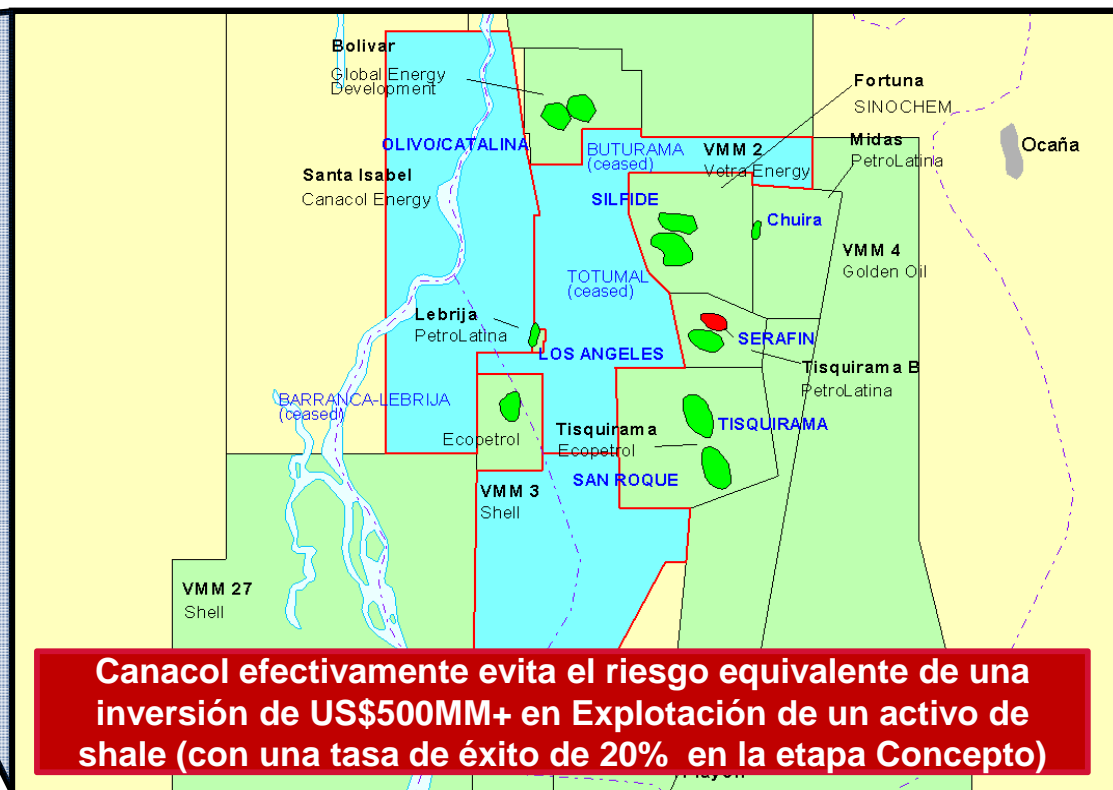 Bolivar
Global Energy
Development
OLIVO/CATALINA
BUTURAMA
(ceased)
VMM 2
Vetra Energy
Fortuna
SINOCHEM
Midas
PetroLatina
Ocaña
Santa Isabel
Canacol Energy
SILFIDE
Chuira
VMM 4
Golden Oil
TOTUMAL
(ceased)
Lebrija
PetroLatina
LOS ANGELES
SERAFIN
Tisquirama B
PetroLatina
BARRANCA-LEBRIJA
(ceased)
Ecopetrol
Tisquirama
Ecopetrol
TISQUIRAMA
SAN ROQUE
VMM 3
Shell
VMM 27
Shell
Canacol efectivamente evita el riesgo equivalente de una
inversión de US$500MM+ en Explotación de un activo de
shale (con una tasa de éxito de 20% en la etapa Concepto)